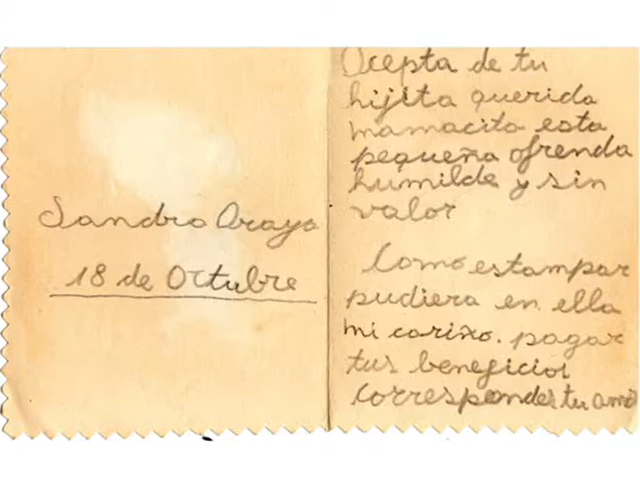 Sandra Araya
18 de Octubre
Acepta de tu
hijita querida
mamacita esta
pequeña ofrenda
humilde y sin
valor
Como estampar
pudiera en ella
mi cariño. pagar
tus beneficios
corresponder tu amor